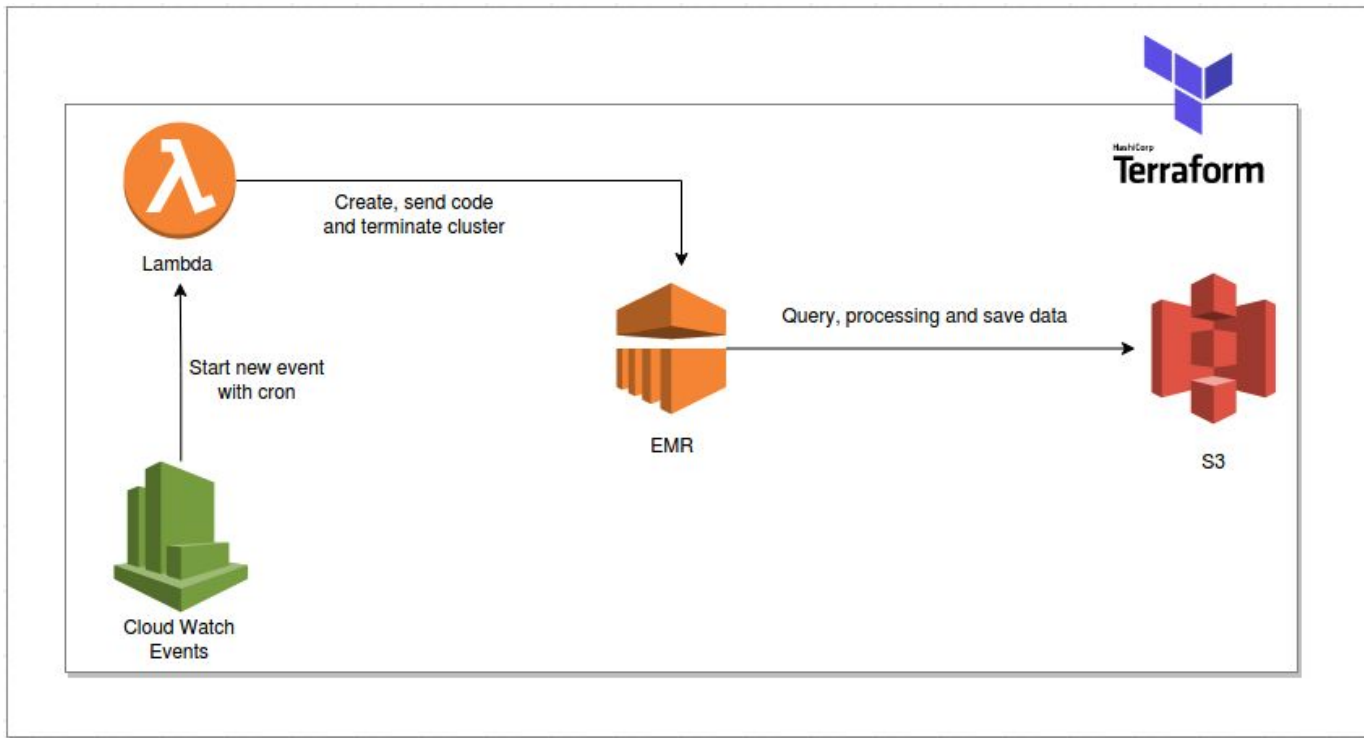 HashiCorp
Terraform
Lambda
Create, send code
and terminate cluster
Start new event
with cron
Query, processing and save data
EMR
S3
Cloud Watch
Events